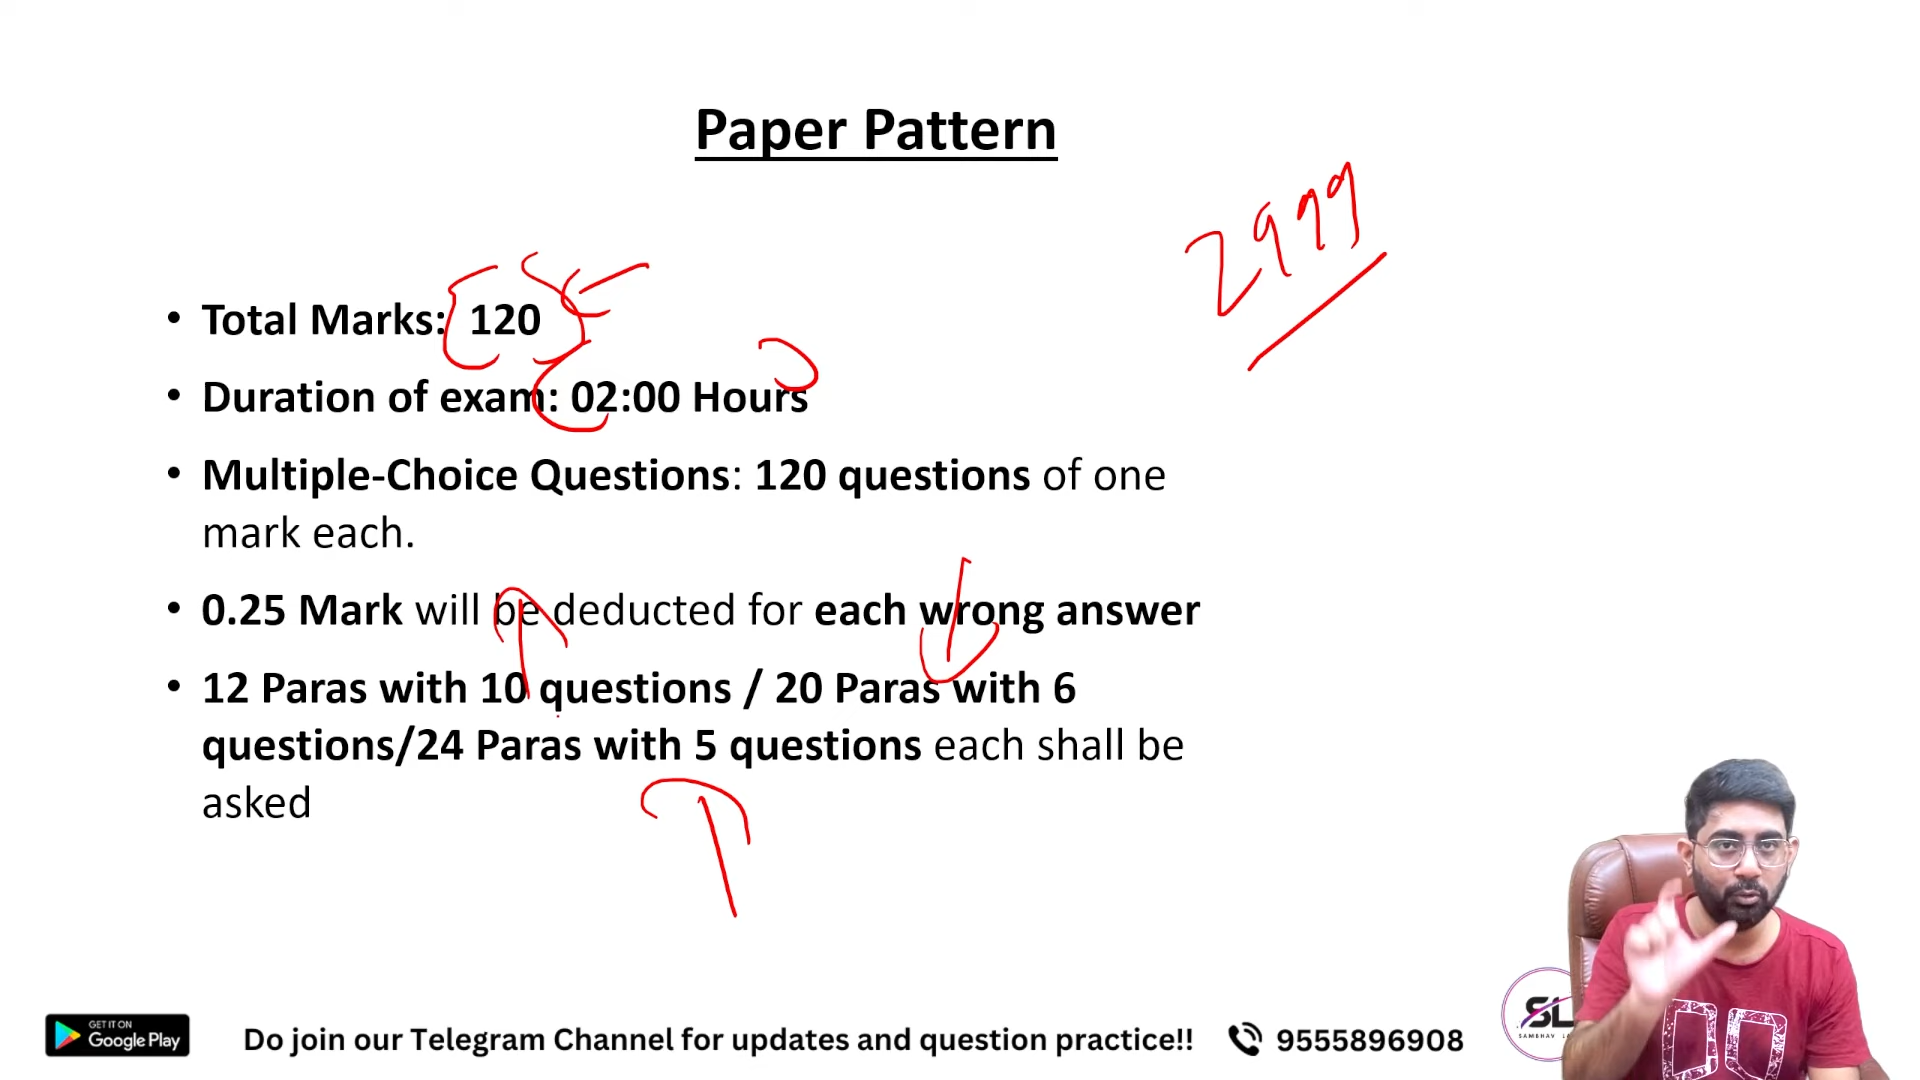 Paper Pattern
2999
• Total Marks: 120
• Duration of exam: 02:00 Hours
• Multiple-Choice Questions: 120 questions of one
mark each.
• 0.25 Mark will be deducted for each wrong answer
• 12 Paras with 10 questions / 20 Paras with 6
questions/24 Paras with 5 questions each shall be
asked
GET IT ON
Google Play
Do join our Telegram Channel for updates and question practice!!
9555896908
SL
SAMBHAV